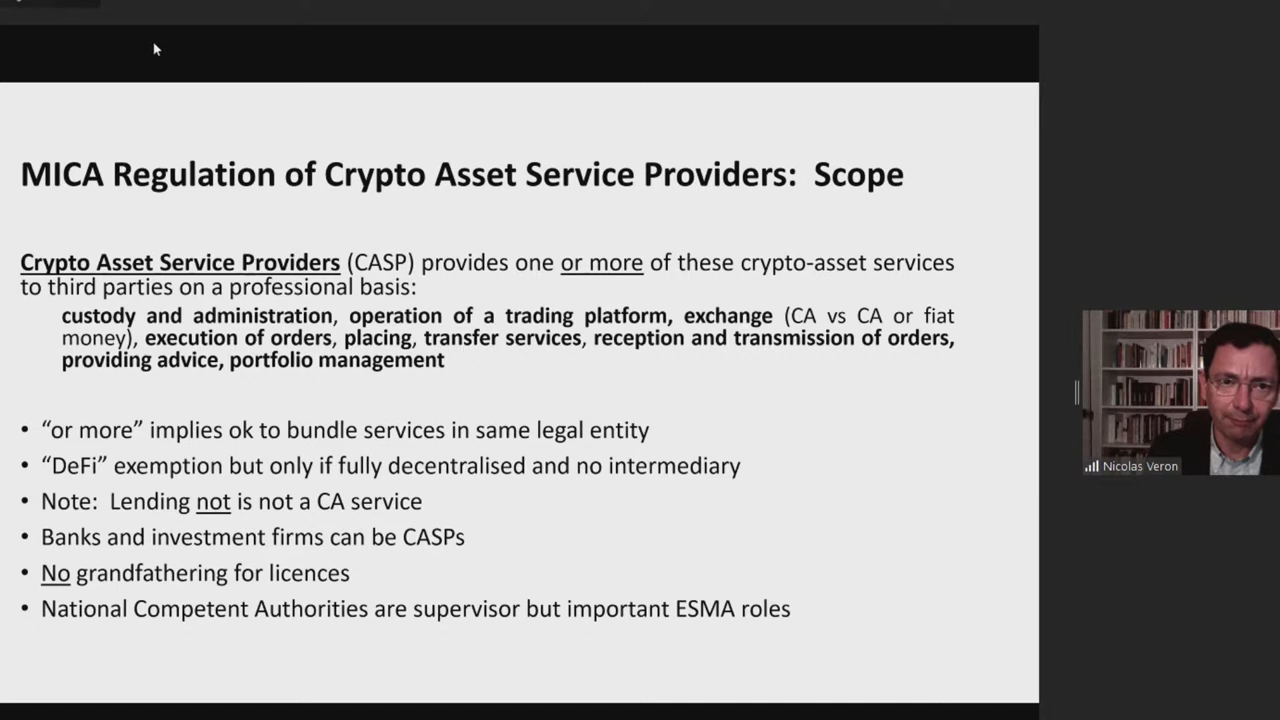 MICA Regulation of Crypto Asset Service Providers:  Scope
Crypto Asset Service Providers (CASP) provides one or more of these crypto-asset services
to third parties on a professional basis:
custody and administration, operation of a trading platform, exchange (CA vs CA or fiat
money), execution of orders, placing, transfer services, reception and transmission of orders,
providing advice, portfolio management
• “or more” implies ok to bundle services in same legal entity
• “DeFi” exemption but only if fully decentralised and no intermediary
• Note:  Lending not is not a CA service
• Banks and investment firms can be CASPs
• No grandfathering for licences
• National Competent Authorities are supervisor but important ESMA roles
Nicolas Veron